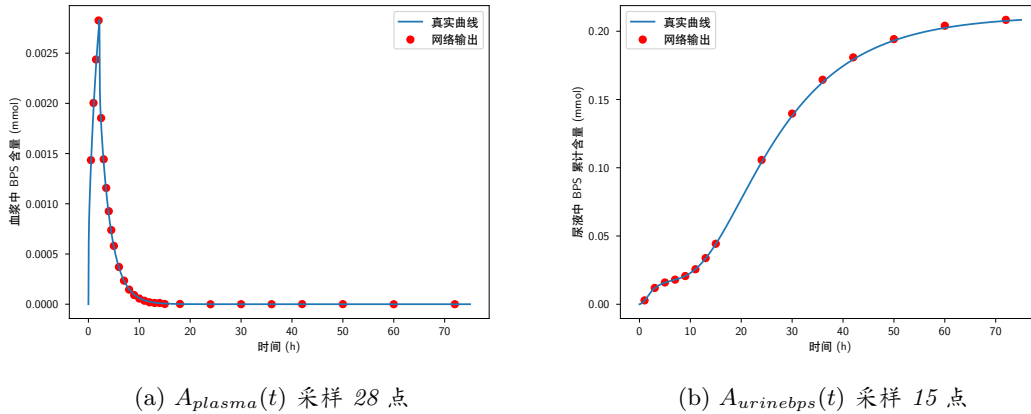 血浆中 BPS 含量 (mmol)
0.0025
0.0020
0.0015
0.0010
0.0005
0.0000
真实曲线
网络输出
0 10 20 30 40 50 60 70
时间 (h)
(a) A_{plasma}(t) 采样 28 点
尿液中 BPS 累计含量 (mmol)
0.20
0.15
0.10
0.05
0.00
真实曲线
网络输出
0 10 20 30 40 50 60 70
时间 (h)
(b) A_{urinebps}(t) 采样 15 点